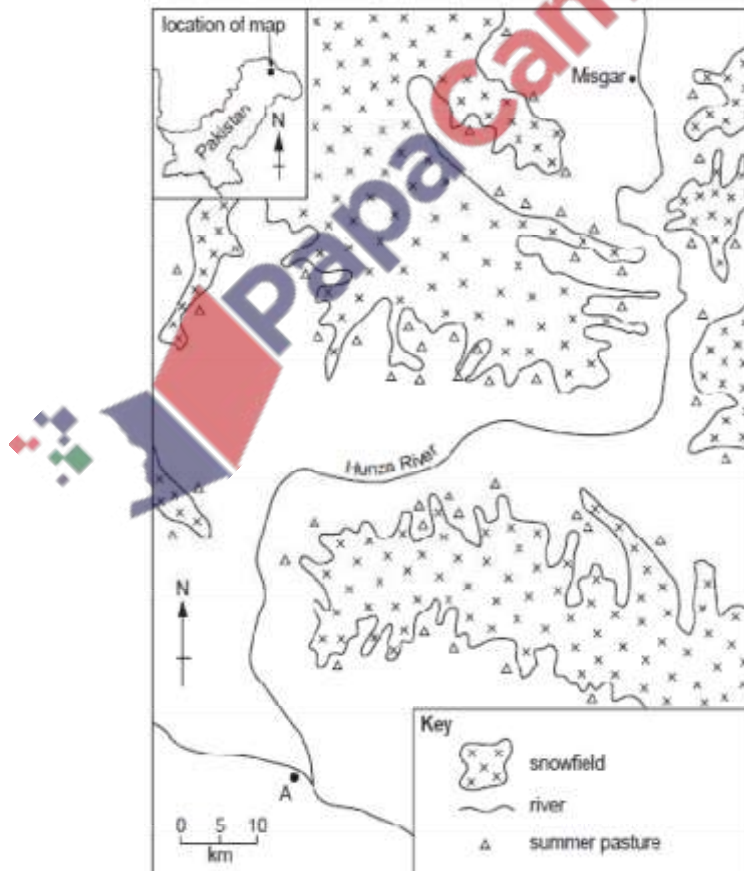 location of map
Pakistan
N
Misgar
PapaCam
Hunza River
N
A
0 5 10
km
Key
snowfield
river
summer pasture